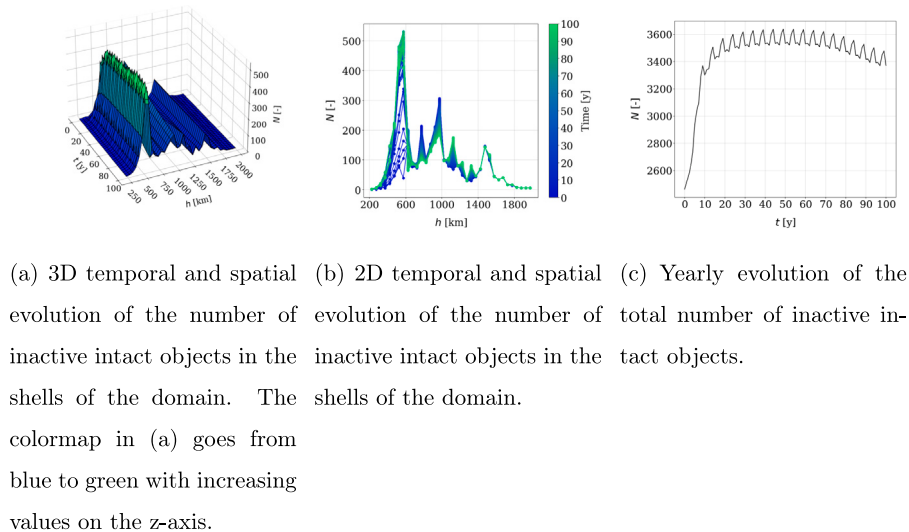 500
400
300
200
100
0
N [-]
0
20
40
60
80
100
t [y]
250
500
750
1000
1250
1500
1750
2000
h [km]
500
400
300
200
100
0
N [-]
200
600
1000
1400
1800
h [km]
100
90
80
70
60
50
40
30
20
10
0
Time [y]
3600
3400
3200
3000
2800
2600
N [-]
0 10 20 30 40 50 60 70 80 90 100
t [y]
(a) 3D temporal and spatial
evolution of the number of
inactive intact objects in the
shells of the domain. The
colormap in (a) goes from
blue to green with increasing
values on the z-axis.
(b) 2D temporal and spatial
evolution of the number of
inactive intact objects in the
shells of the domain.
(c) Yearly evolution of the
total number of inactive in-
tact objects.